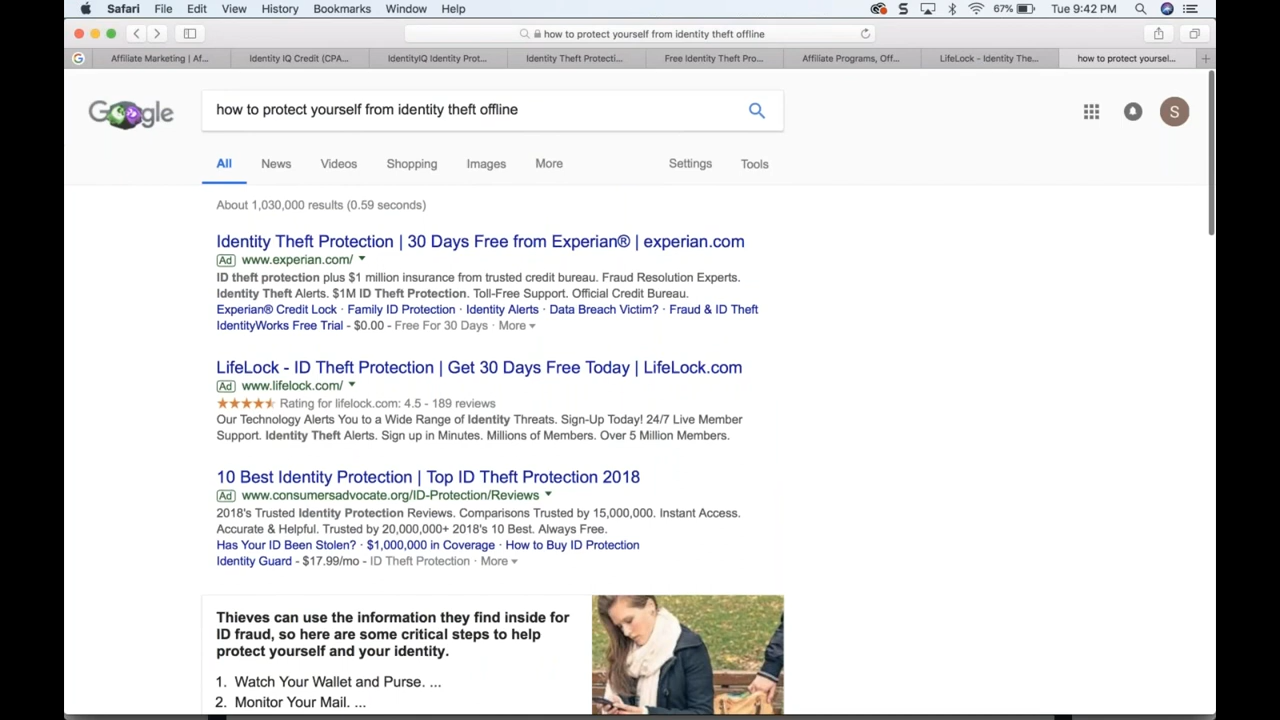 Safari File Edit View History Bookmarks Window Help 67% Tue 9:42 PM
how to protect yourself from identity theft offline
Affiliate Marketing | Af... Identity IQ Credit (CPA... IdentityIQ Identity Prot... Identity Theft Protecti... Free Identity Theft Pro... Affiliate Programs, Off... LifeLock - Identity The... how to protect yoursel...
Google how to protect yourself from identity theft offline S
All News Videos Shopping Images More Settings Tools
About 1,030,000 results (0.59 seconds)
Identity Theft Protection | 30 Days Free from Experian® | experian.com
Ad www.experian.com/
ID theft protection plus $1 million insurance from trusted credit bureau. Fraud Resolution Experts.
Identity Theft Alerts. $1M ID Theft Protection. Toll-Free Support. Official Credit Bureau.
Experian® Credit Lock · Family ID Protection · Identity Alerts · Data Breach Victim? · Fraud & ID Theft
IdentityWorks Free Trial - $0.00 - Free For 30 Days · More
LifeLock - ID Theft Protection | Get 30 Days Free Today | LifeLock.com
Ad www.lifelock.com/
Rating for lifelock.com: 4.5 - 189 reviews
Our Technology Alerts You to a Wide Range of Identity Threats. Sign-Up Today! 24/7 Live Member
Support. Identity Theft Alerts. Sign up in Minutes. Millions of Members. Over 5 Million Members.
10 Best Identity Protection | Top ID Theft Protection 2018
Ad www.consumersadvocate.org/ID-Protection/Reviews
2018's Trusted Identity Protection Reviews. Comparisons Trusted by 15,000,000. Instant Access.
Accurate & Helpful. Trusted by 20,000,000+ 2018's 10 Best. Always Free.
Has Your ID Been Stolen? · $1,000,000 in Coverage · How to Buy ID Protection
Identity Guard - $17.99/mo - ID Theft Protection · More
Thieves can use the information they find inside for
ID fraud, so here are some critical steps to help
protect yourself and your identity.
1. Watch Your Wallet and Purse. ...
2. Monitor Your Mail. ...